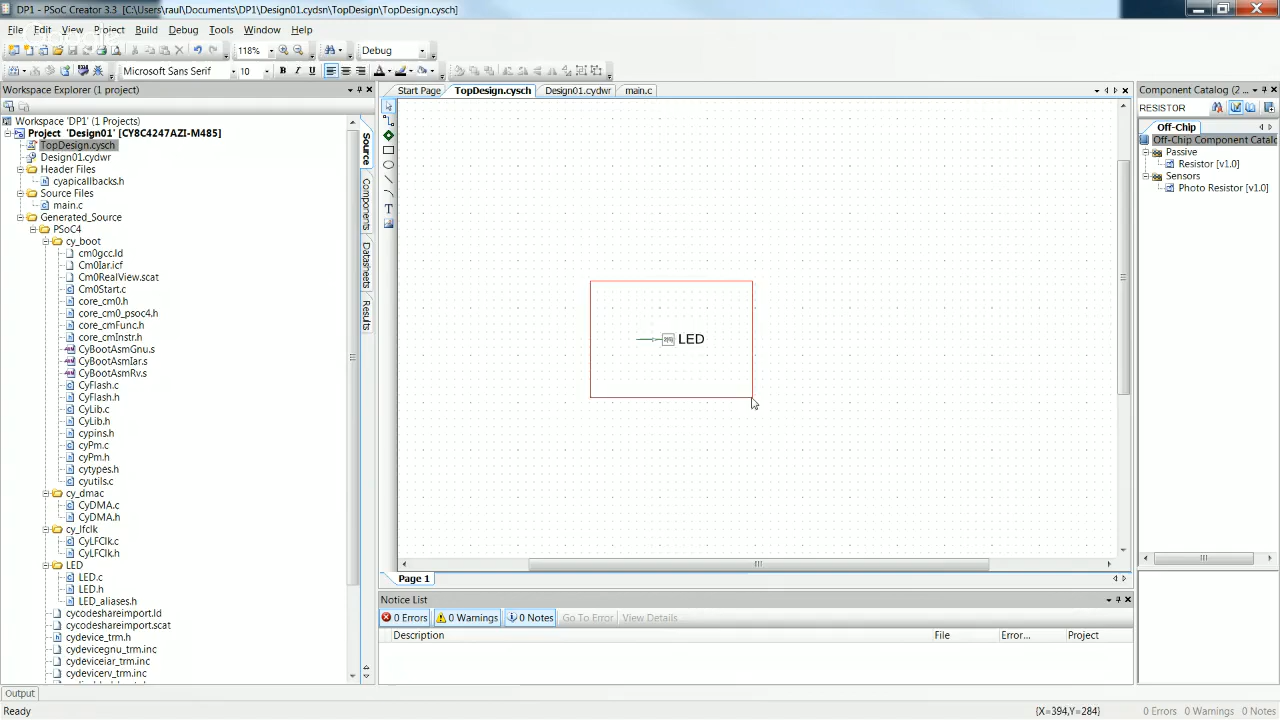 DP1 - PSoC Creator 3.3 [C:\Users\raul\Documents\DP1\Design01.cydsn\TopDesign\TopDesign.cysch]
File Edit View Project Build Debug Tools Window Help
118% Debug
Microsoft Sans Serif 10 B I U A
Workspace Explorer (1 project)
Workspace 'DP1' (1 Projects)
Project 'Design01' [CY8C4247AZI-M485]
TopDesign.cysch
Design01.cydwr
Header Files
cyapicallbacks.h
Source Files
main.c
Generated_Source
PSoC4
cy_boot
cm0gcc.ld
Cm0Iar.icf
Cm0RealView.scat
Cm0Start.c
core_cm0.h
core_cm0_psoc4.h
core_cmFunc.h
core_cmInstr.h
CyBootAsmGnu.s
CyBootAsmIar.s
CyBootAsmRv.s
CyFlash.c
CyFlash.h
CyLib.c
CyLib.h
cypins.h
cyPm.c
cyPm.h
cytypes.h
cyutils.c
cy_dmac
CyDMA.c
CyDMA.h
cy_lfclk
CyLFClk.c
CyLFClk.h
LED
LED.c
LED.h
LED_aliases.h
cycodeshareimport.ld
cycodeshareimport.scat
cydevice_trm.h
cydevicegnu_trm.inc
cydeviceiar_trm.inc
cydevicerv_trm.inc
Source
Components
Datasheets
Results
Start Page TopDesign.cysch Design01.cydwr main.c
T
LED
Page 1
Notice List
0 Errors 0 Warnings 0 Notes Go To Error View Details
Description File Error... Project
Component Catalog (2 ...
RESISTOR
Off-Chip
Off-Chip Component Catalo
Passive
Resistor [v1.0]
Sensors
Photo Resistor [v1.0]
Output
Ready {X=394,Y=284} 0 Errors 0 Warnings 0 Notes